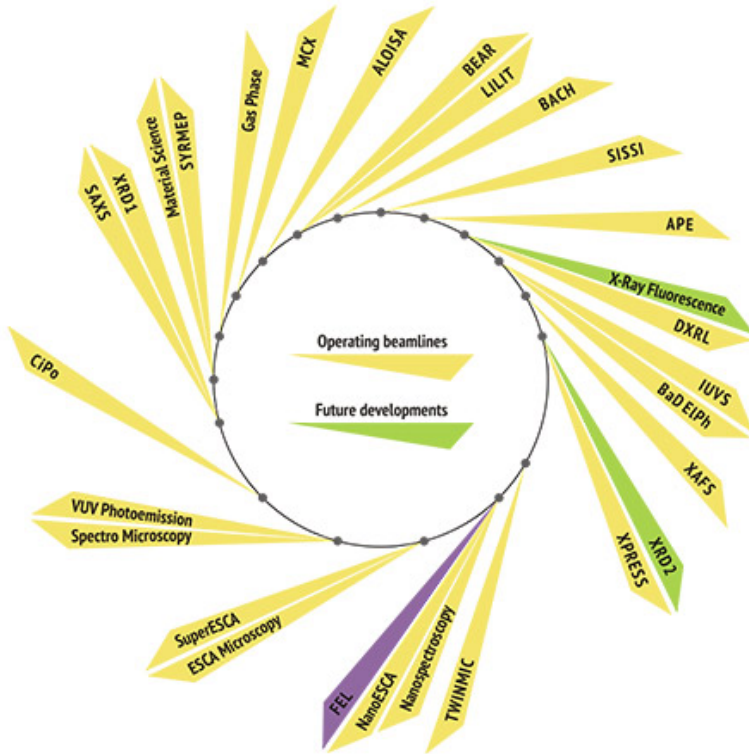 MCX
Gas Phase
ALOISA
BEAR
LILIT
BACH
SISSI
APE
X-Ray Fluorescence
DXRL
IUVS
BaD ElPh
XAFS
XRD2
XPRESS
TWINMIC
Nanospectroscopy
NanoESCA
FEL
ESCA Microscopy
SuperESCA
Spectro Microscopy
VUV Photoemission
CiPo
SAXS
XRD1
Material Science
SYRMEP
Operating beamlines
Future developments